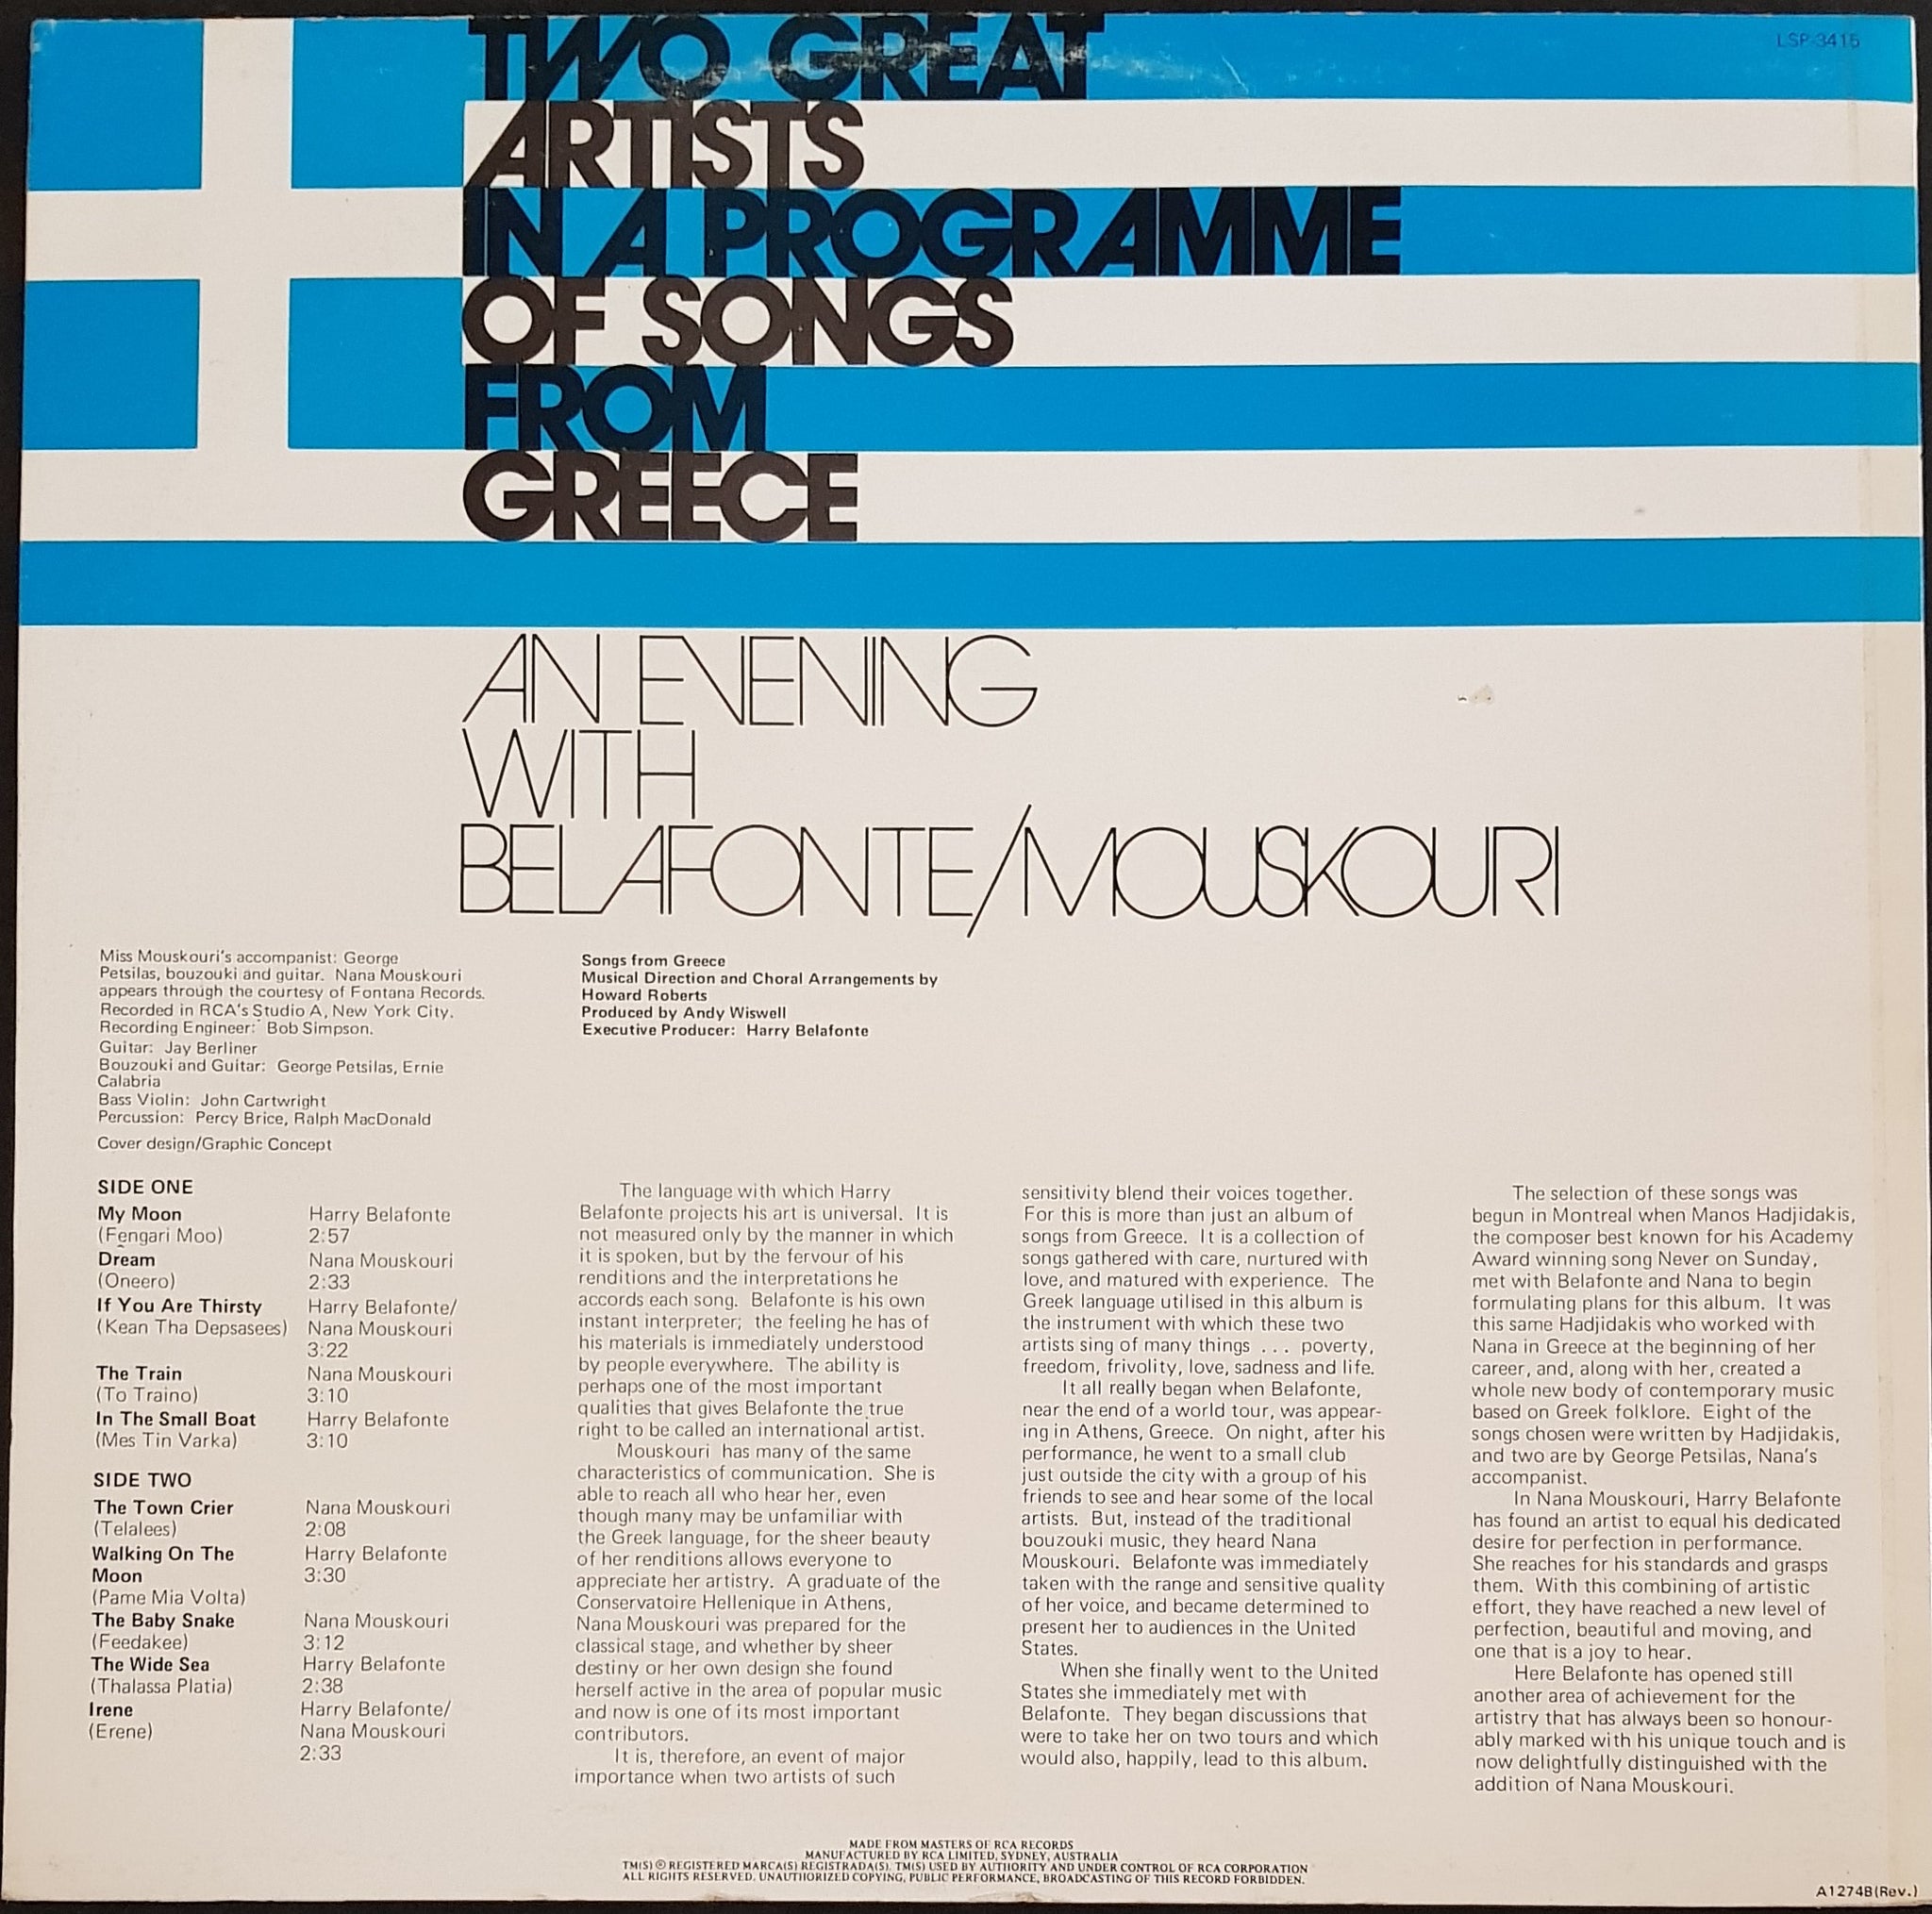 LSP-3415
TWO GREAT
ARTISTS
IN A PROGRAMME
OF SONGS
FROM
GREECE
AN EVENING
WITH
BELAFONTE/MOUSKOURI
Miss Mouskouri's accompanist: George
Petsilas, bouzouki and guitar. Nana Mouskouri
appears through the courtesy of Fontana Records.
Recorded in RCA's Studio A, New York City.
Recording Engineer: Bob Simpson.
Guitar: Jay Berliner
Bouzouki and Guitar: George Petsilas, Ernie
Calabria
Bass Violin: John Cartwright
Percussion: Percy Brice, Ralph MacDonald
Cover design/Graphic Concept
Songs from Greece
Musical Direction and Choral Arrangements by
Howard Roberts
Produced by Andy Wiswell
Executive Producer: Harry Belafonte
SIDE ONE
My Moon Harry Belafonte
(Fengari Moo) 2:57
Dream Nana Mouskouri
(Oneero) 2:33
If You Are Thirsty Harry Belafonte/
(Kean Tha Depsasees) Nana Mouskouri
3:22
The Train Nana Mouskouri
(To Traino) 3:10
In The Small Boat Harry Belafonte
(Mes Tin Varka) 3:10
SIDE TWO
The Town Crier Nana Mouskouri
(Telalees) 2:08
Walking On The Harry Belafonte
Moon 3:30
(Pame Mia Volta)
The Baby Snake Nana Mouskouri
(Feedakee) 3:12
The Wide Sea Harry Belafonte
(Thalassa Platia) 2:38
Irene Harry Belafonte/
(Erene) Nana Mouskouri
2:33
The language with which Harry
Belafonte projects his art is universal. It is
not measured only by the manner in which
it is spoken, but by the fervour of his
renditions and the interpretations he
accords each song. Belafonte is his own
instant interpreter; the feeling he has of
his materials is immediately understood
by people everywhere. The ability is
perhaps one of the most important
qualities that gives Belafonte the true
right to be called an international artist.
Mouskouri has many of the same
characteristics of communication. She is
able to reach all who hear her, even
though many may be unfamiliar with
the Greek language, for the sheer beauty
of her renditions allows everyone to
appreciate her artistry. A graduate of the
Conservatoire Hellenique in Athens,
Nana Mouskouri was prepared for the
classical stage, and whether by sheer
destiny or her own design she found
herself active in the area of popular music
and now is one of its most important
contributors.
It is, therefore, an event of major
importance when two artists of such
sensitivity blend their voices together.
For this is more than just an album of
songs from Greece. It is a collection of
songs gathered with care, nurtured with
love, and matured with experience. The
Greek language utilised in this album is
the instrument with which these two
artists sing of many things ... poverty,
freedom, frivolity, love, sadness and life.
It all really began when Belafonte,
near the end of a world tour, was appear-
ing in Athens, Greece. On night, after his
performance, he went to a small club
just outside the city with a group of his
friends to see and hear some of the local
artists. But, instead of the traditional
bouzouki music, they heard Nana
Mouskouri. Belafonte was immediately
taken with the range and sensitive quality
of her voice, and became determined to
present her to audiences in the United
States.
When she finally went to the United
States she immediately met with
Belafonte. They began discussions that
were to take her on two tours and which
would also, happily, lead to this album.
The selection of these songs was
begun in Montreal when Manos Hadjidakis,
the composer best known for his Academy
Award winning song Never on Sunday,
met with Belafonte and Nana to begin
formulating plans for this album. It was
this same Hadjidakis who worked with
Nana in Greece at the beginning of her
career, and, along with her, created a
whole new body of contemporary music
based on Greek folklore. Eight of the
songs chosen were written by Hadjidakis,
and two are by George Petsilas, Nana's
accompanist.
In Nana Mouskouri, Harry Belafonte
has found an artist to equal his dedicated
desire for perfection in performance.
She reaches for his standards and grasps
them. With this combining of artistic
effort, they have reached a new level of
perfection, beautiful and moving, and
one that is a joy to hear.
Here Belafonte has opened still
another area of achievement for the
artistry that has always been so honour-
ably marked with his unique touch and is
now delightfully distinguished with the
addition of Nana Mouskouri.
MADE FROM MASTERS OF RCA RECORDS
MANUFACTURED BY RCA LIMITED, SYDNEY, AUSTRALIA
TM(S) ® REGISTERED MARCA(S) REGISTRADA(S). TM(S) USED BY AUTHORITY AND UNDER CONTROL OF RCA CORPORATION
ALL RIGHTS RESERVED. UNAUTHORIZED COPYING, PUBLIC PERFORMANCE, BROADCASTING OF THIS RECORD FORBIDDEN.
A1274B(Rev.)